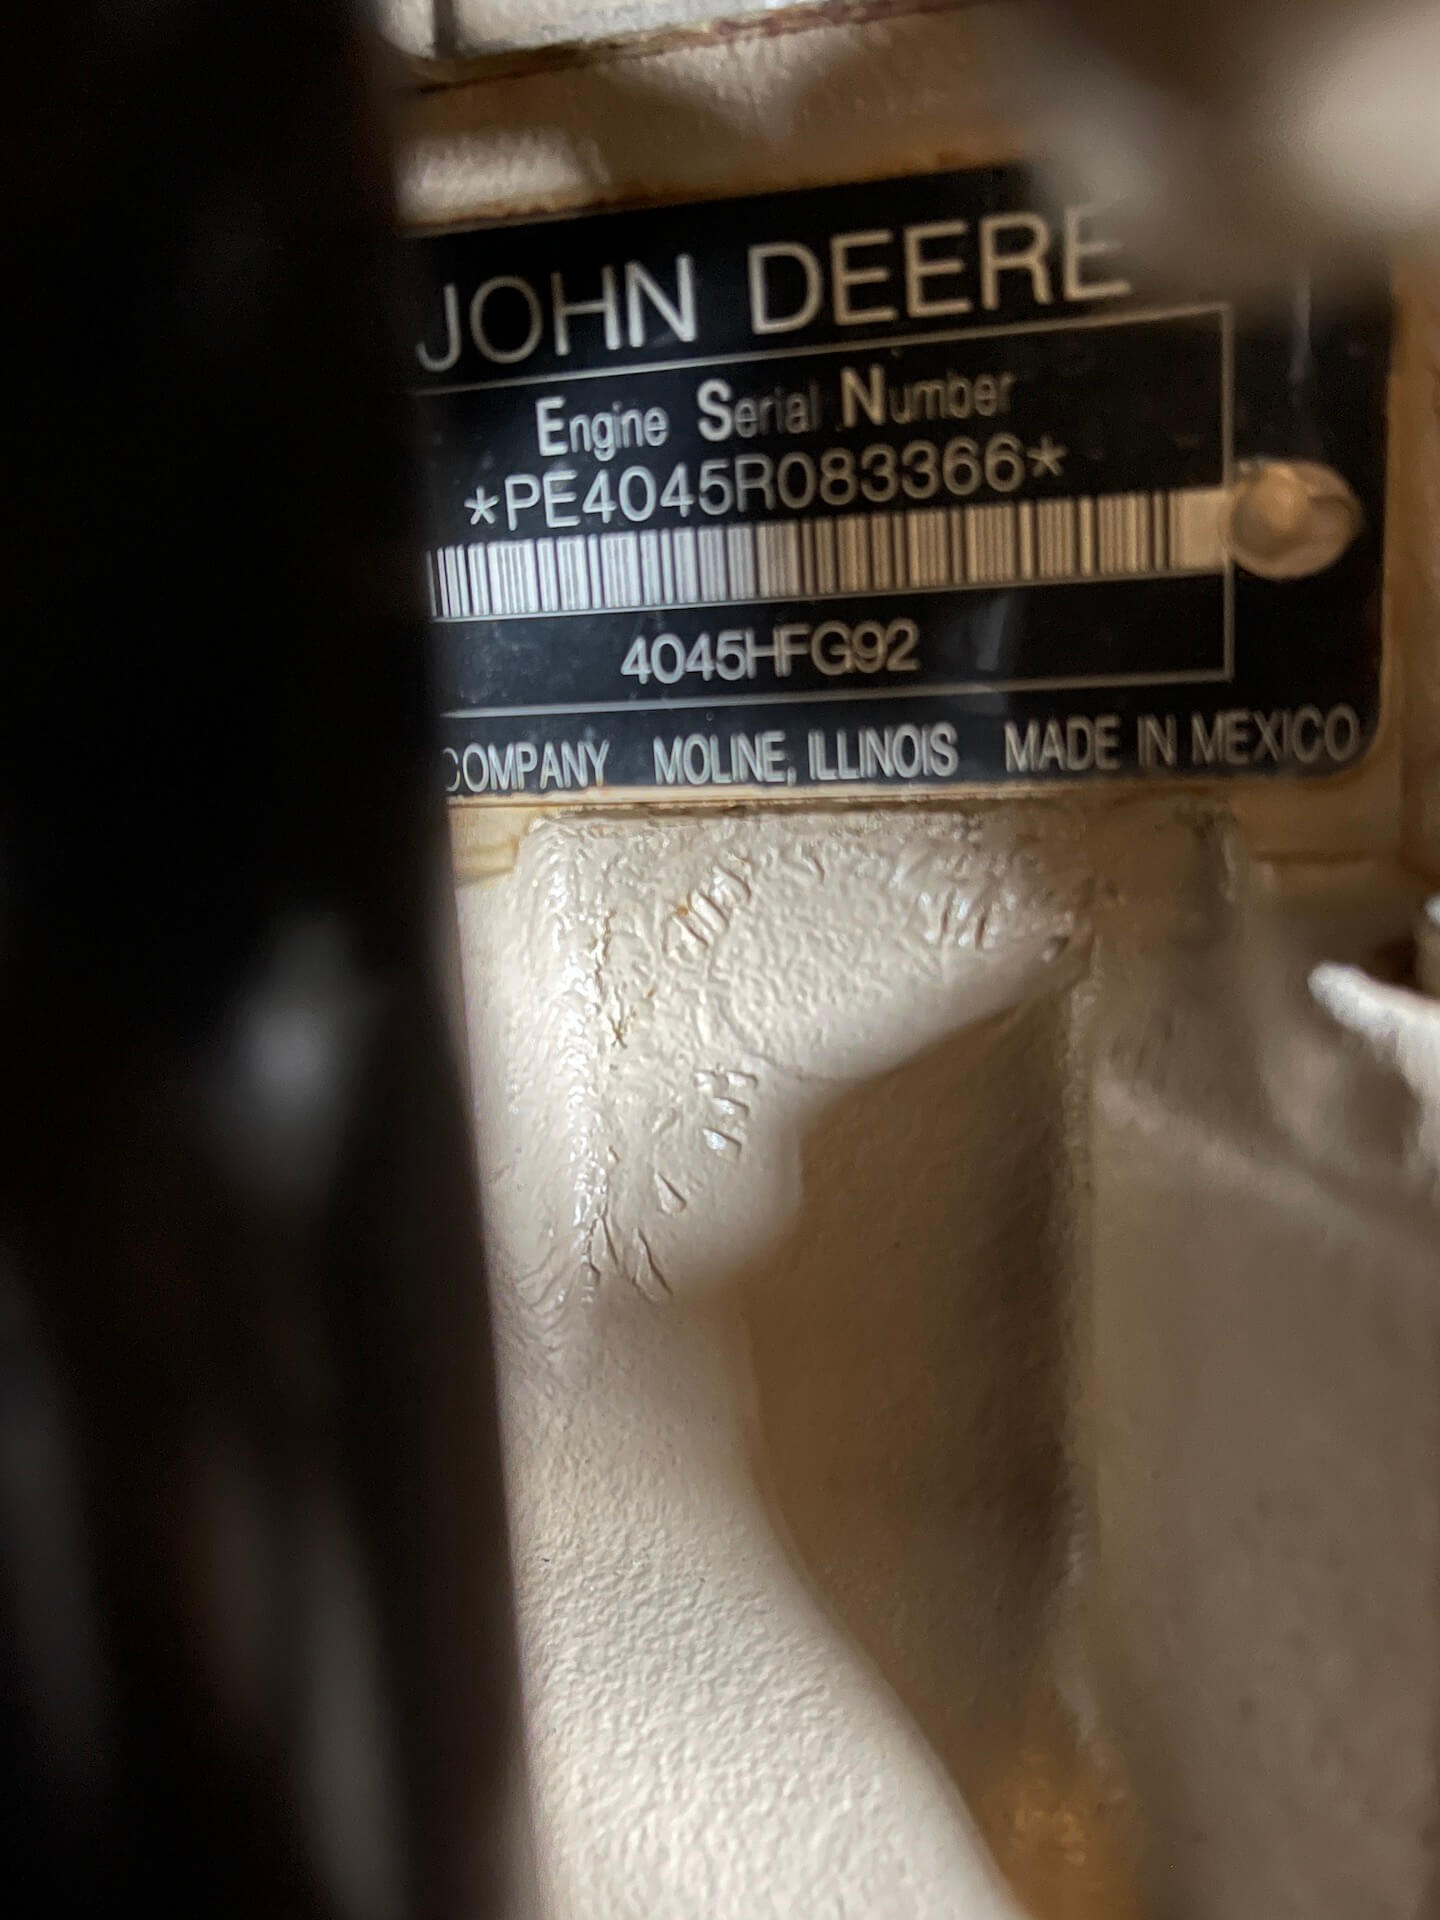 JOHN DEERE
Engine Serial Number
*PE4045R083366*
4045HFG92
COMPANY MOLINE, ILLINOIS MADE IN MEXICO